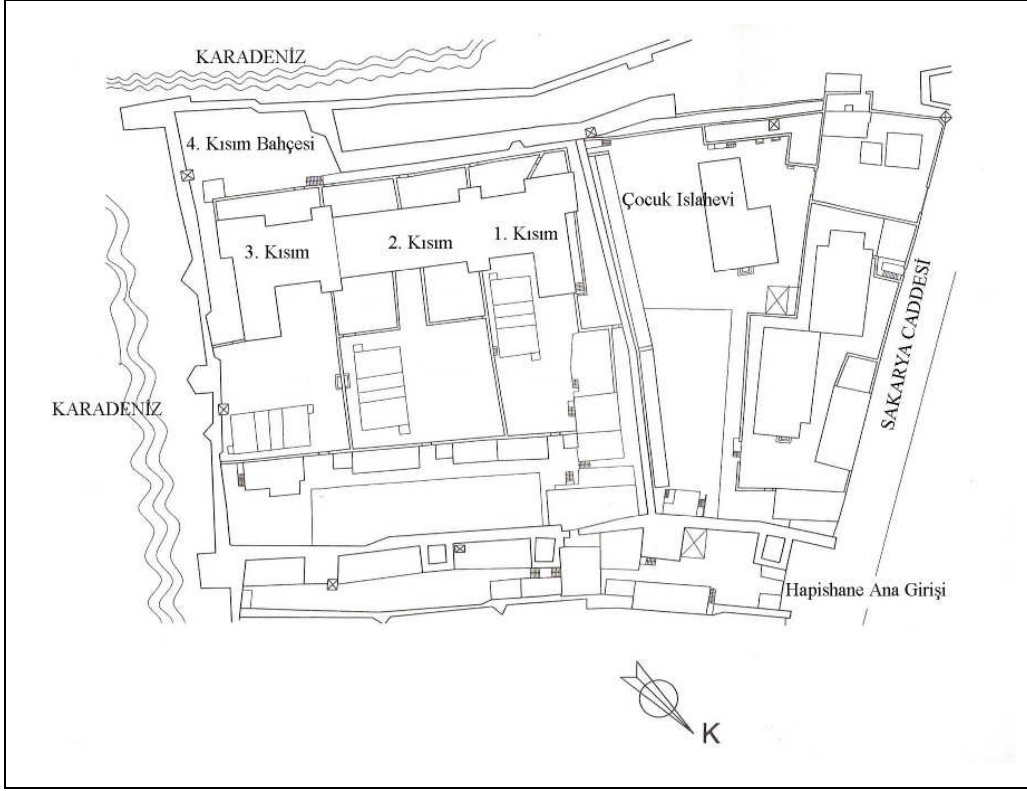 KARADENİZ
4. Kısım Bahçesi
Çocuk Islahevi
3. Kısım
2. Kısım
1. Kısım
SAKARYA CADDESİ
KARADENİZ
Hapishane Ana Girişi
K